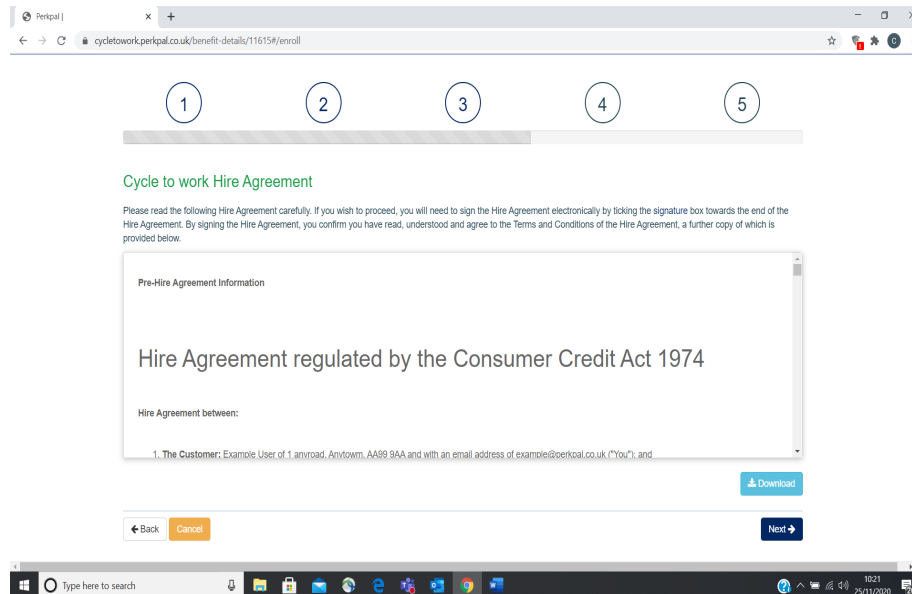 Perkpal |
cycletowork.perkpal.co.uk/benefit-details/11615#/enroll
C
1 2 3 4 5
Cycle to work Hire Agreement
Please read the following Hire Agreement carefully. If you wish to proceed, you will need to sign the Hire Agreement electronically by ticking the signature box towards the end of the
Hire Agreement. By signing the Hire Agreement, you confirm you have read, understood and agree to the Terms and Conditions of the Hire Agreement, a further copy of which is
provided below.
Pre-Hire Agreement Information
Hire Agreement regulated by the Consumer Credit Act 1974
Hire Agreement between:
1. The Customer: Example User of 1 anyroad, Anytown, AA99 9AA and with an email address of example@perkpal.co.uk ("You"); and
Download
Back Cancel Next
Type here to search
10:21
25/11/2020